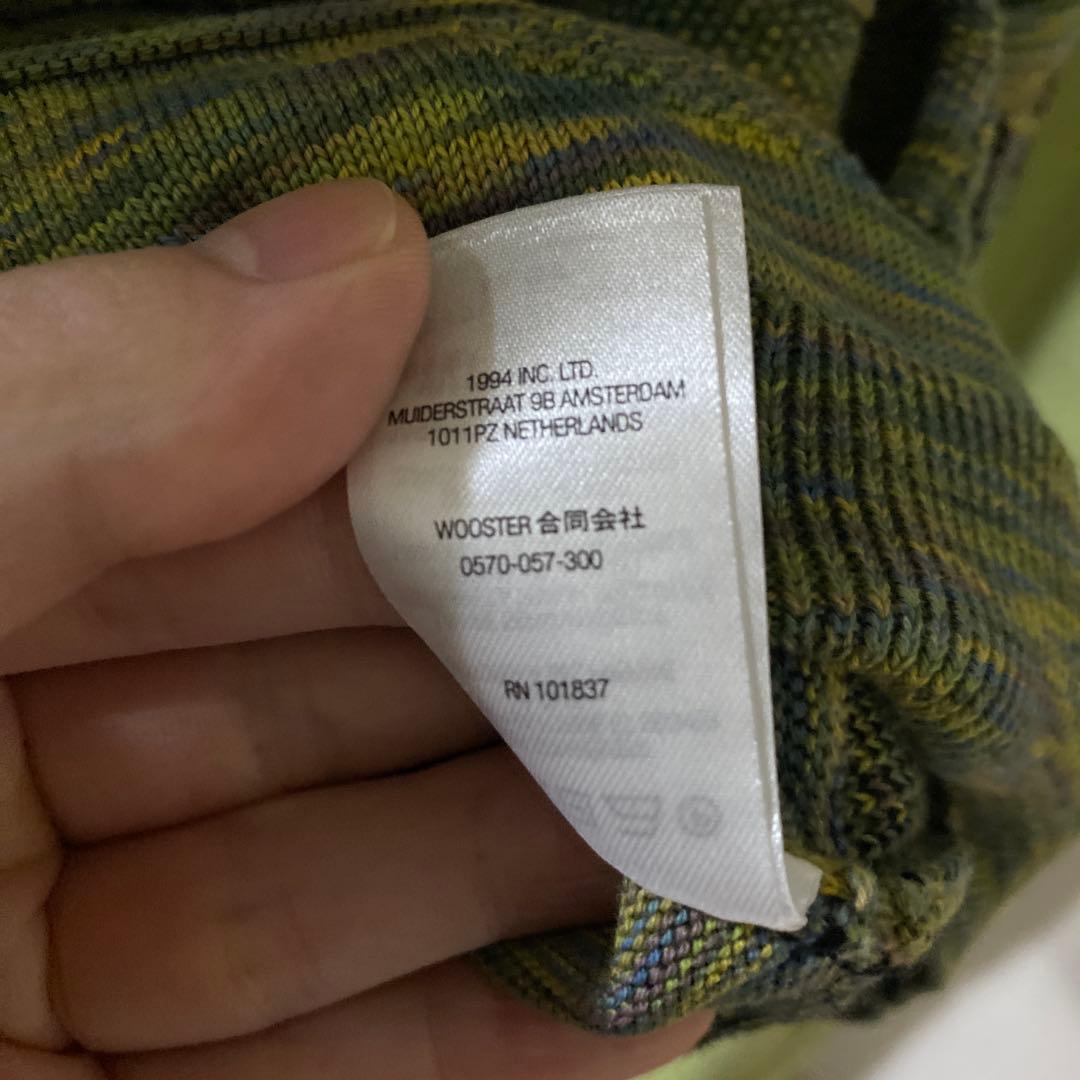 1994 INC. LTD.
MUIDERSTRAAT 9B AMSTERDAM
1011PZ NETHERLANDS
WOOSTER 合同会社
0570-057-300
RN 101837